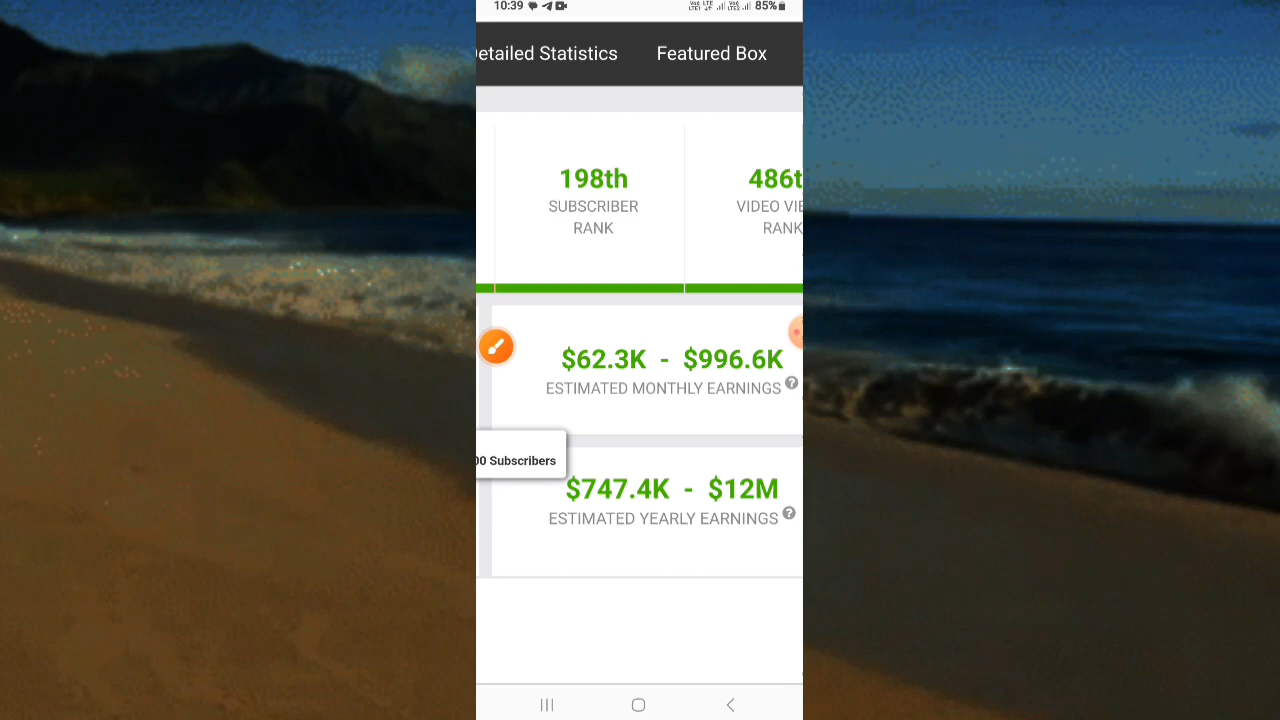 10:39
85%
etailed Statistics Featured Box
198th
SUBSCRIBER
RANK
486t
VIDEO VIE
RANK
$62.3K - $996.6K
ESTIMATED MONTHLY EARNINGS ?
00 Subscribers
$747.4K - $12M
ESTIMATED YEARLY EARNINGS ?